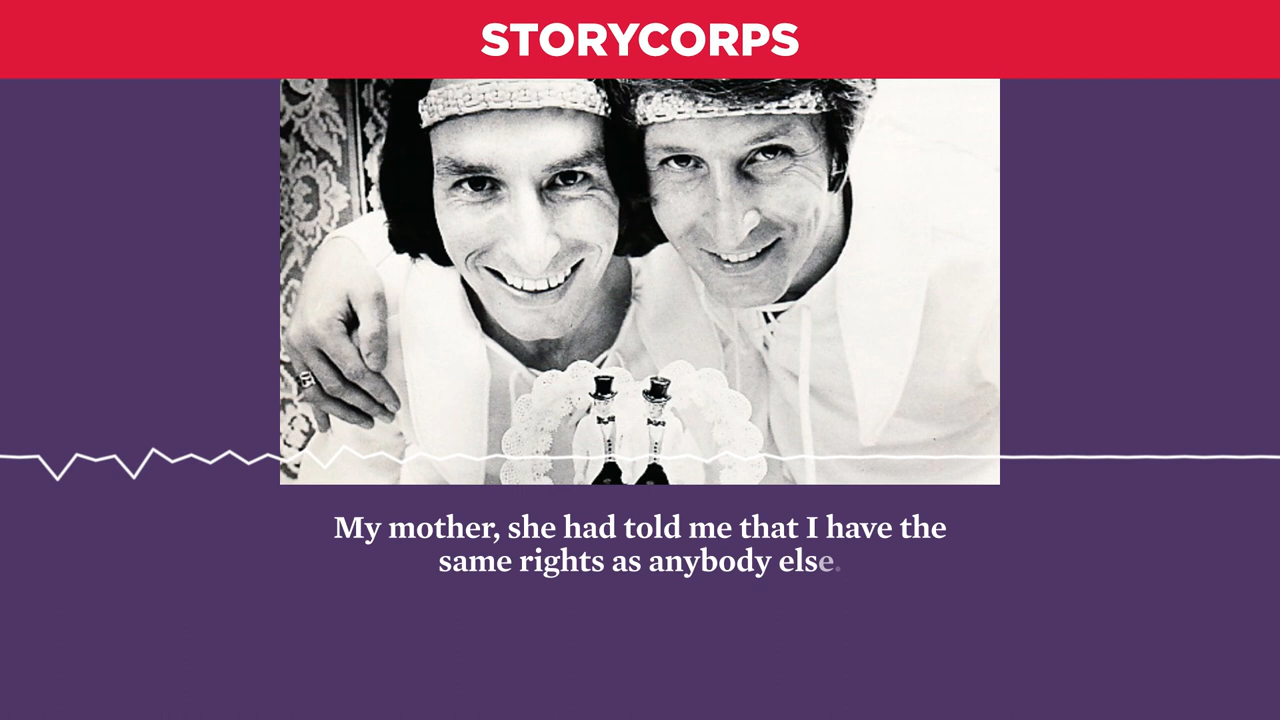 STORYCORPS
My mother, she had told me that I have the
same rights as anybody else.